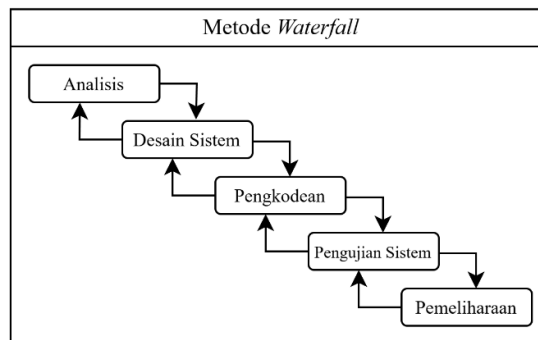 Metode Waterfall
Analisis
Desain Sistem
Pengkodean
Pengujian Sistem
Pemeliharaan